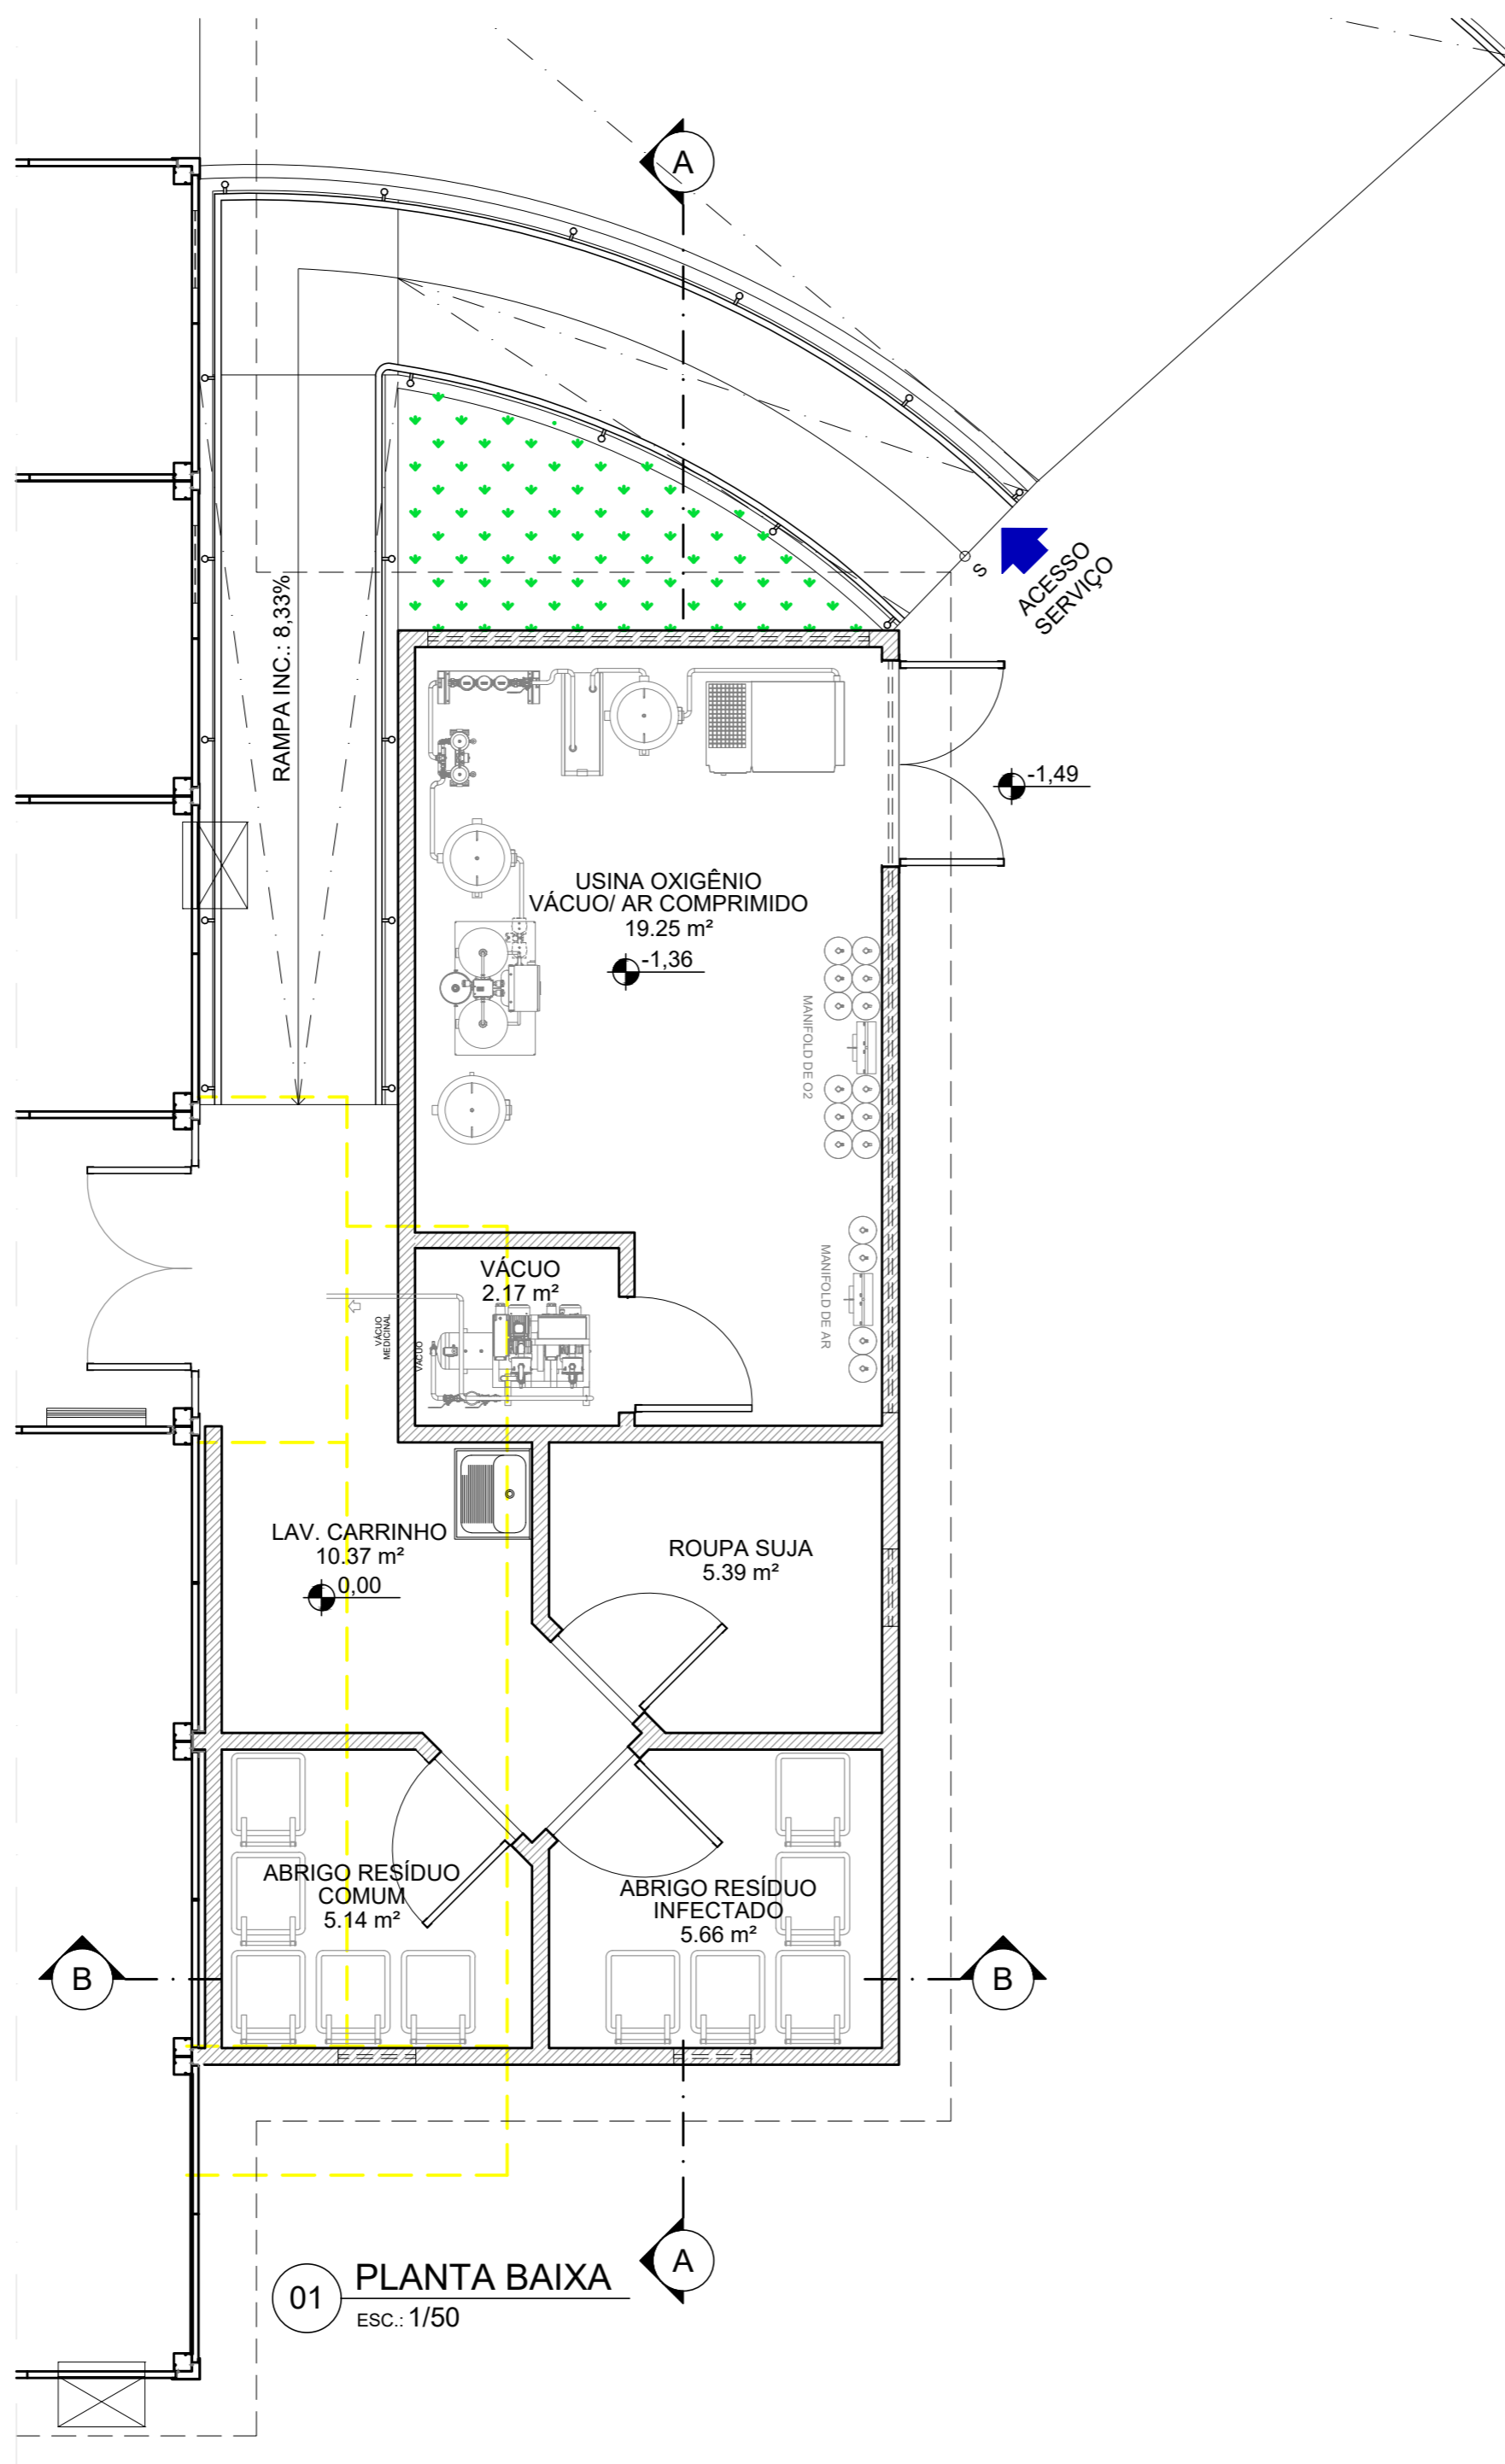 A
RAMPA INC.: 8,33%
S
ACESSO
SERVIÇO
-1,49
USINA OXIGÊNIO
VÁCUO/ AR COMPRIMIDO
19.25 m²
-1,36
MANIFOLD DE O2
MANIFOLD DE AR
VÁCUO
2.17 m²
VÁCUO
MEDICINAL
VÁCUO
LAV. CARRINHO
10.37 m²
0,00
ROUPA SUJA
5.39 m²
ABRIGO RESÍDUO
COMUM
5.14 m²
ABRIGO RESÍDUO
INFECTADO
5.66 m²
B
B
A
01
PLANTA BAIXA
ESC.: 1/50